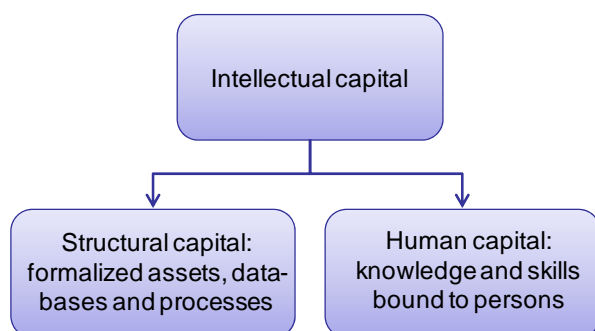 Intellectual capital
Structural capital:
formalized assets, data-
bases and processes
Human capital:
knowledge and skills
bound to persons